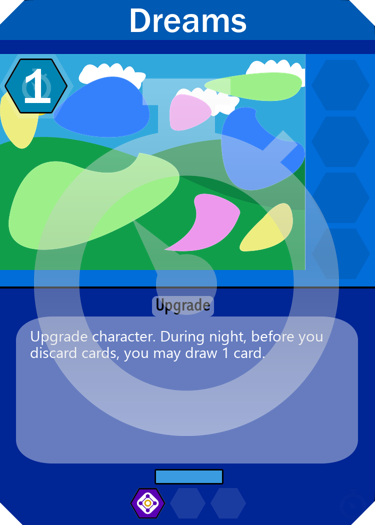 Dreams
1
Upgrade
Upgrade character. During night, before you
discard cards, you may draw 1 card.